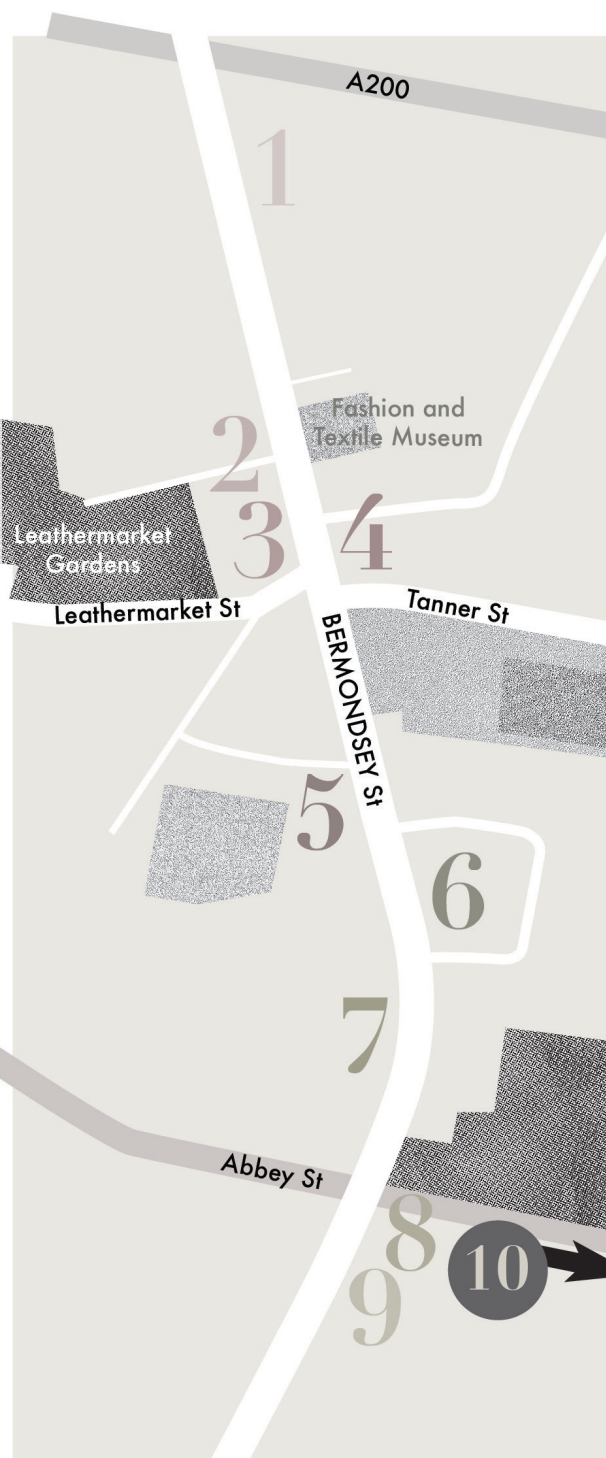 A200
1
Fashion and
Textile Museum
2
3
4
Leathermarket
Gardens
Leathermarket St
Tanner St
BERMONDSEY St
5
6
7
Abbey St
8
10
9